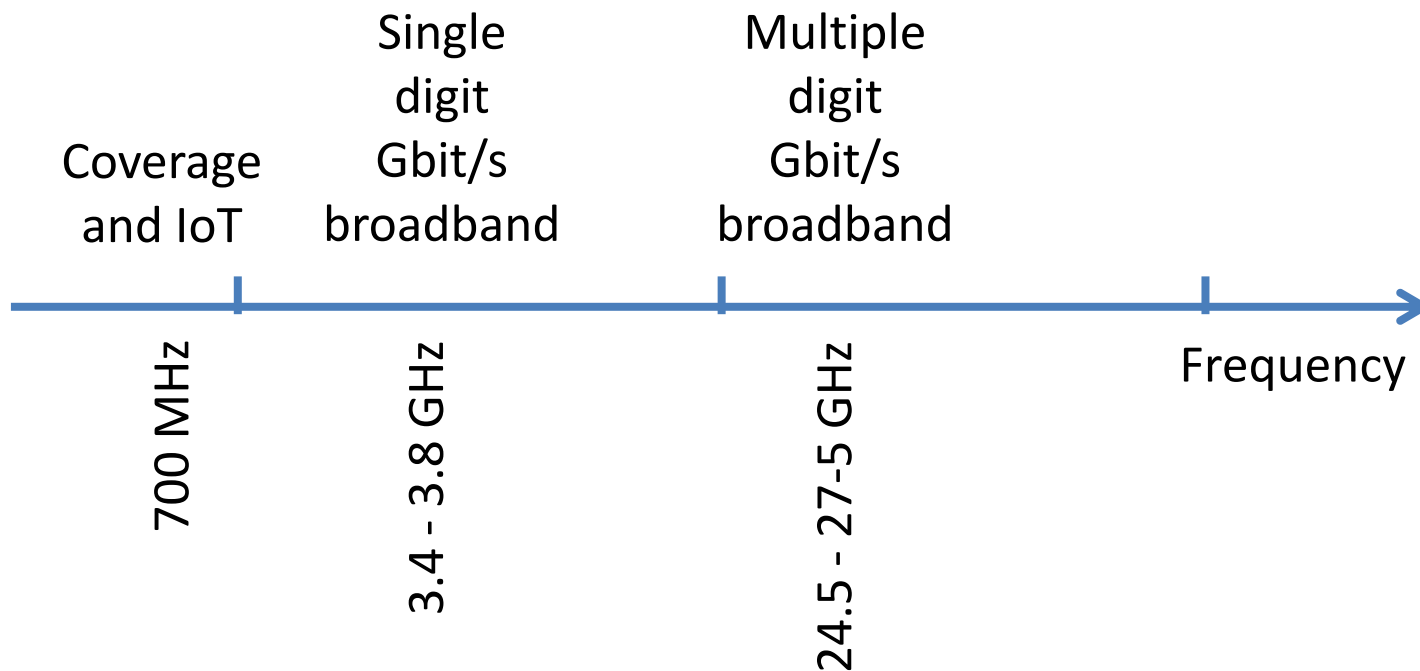 Coverage
and IoT
Single
digit
Gbit/s
broadband
Multiple
digit
Gbit/s
broadband
700 MHz
3.4 - 3.8 GHz
24.5 - 27-5 GHz
Frequency